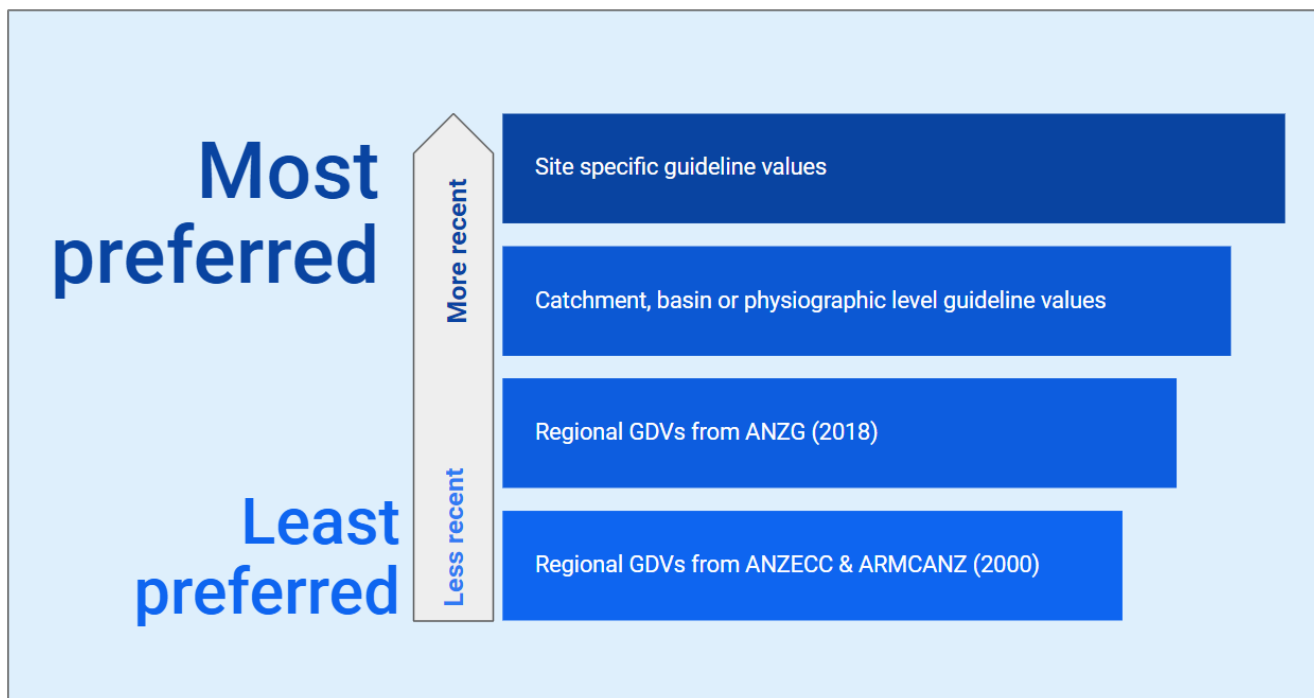 Most
preferred
More recent
Less recent
Least
preferred
Site specific guideline values
Catchment, basin or physiographic level guideline values
Regional GDVs from ANZG (2018)
Regional GDVs from ANZECC & ARMCANZ (2000)